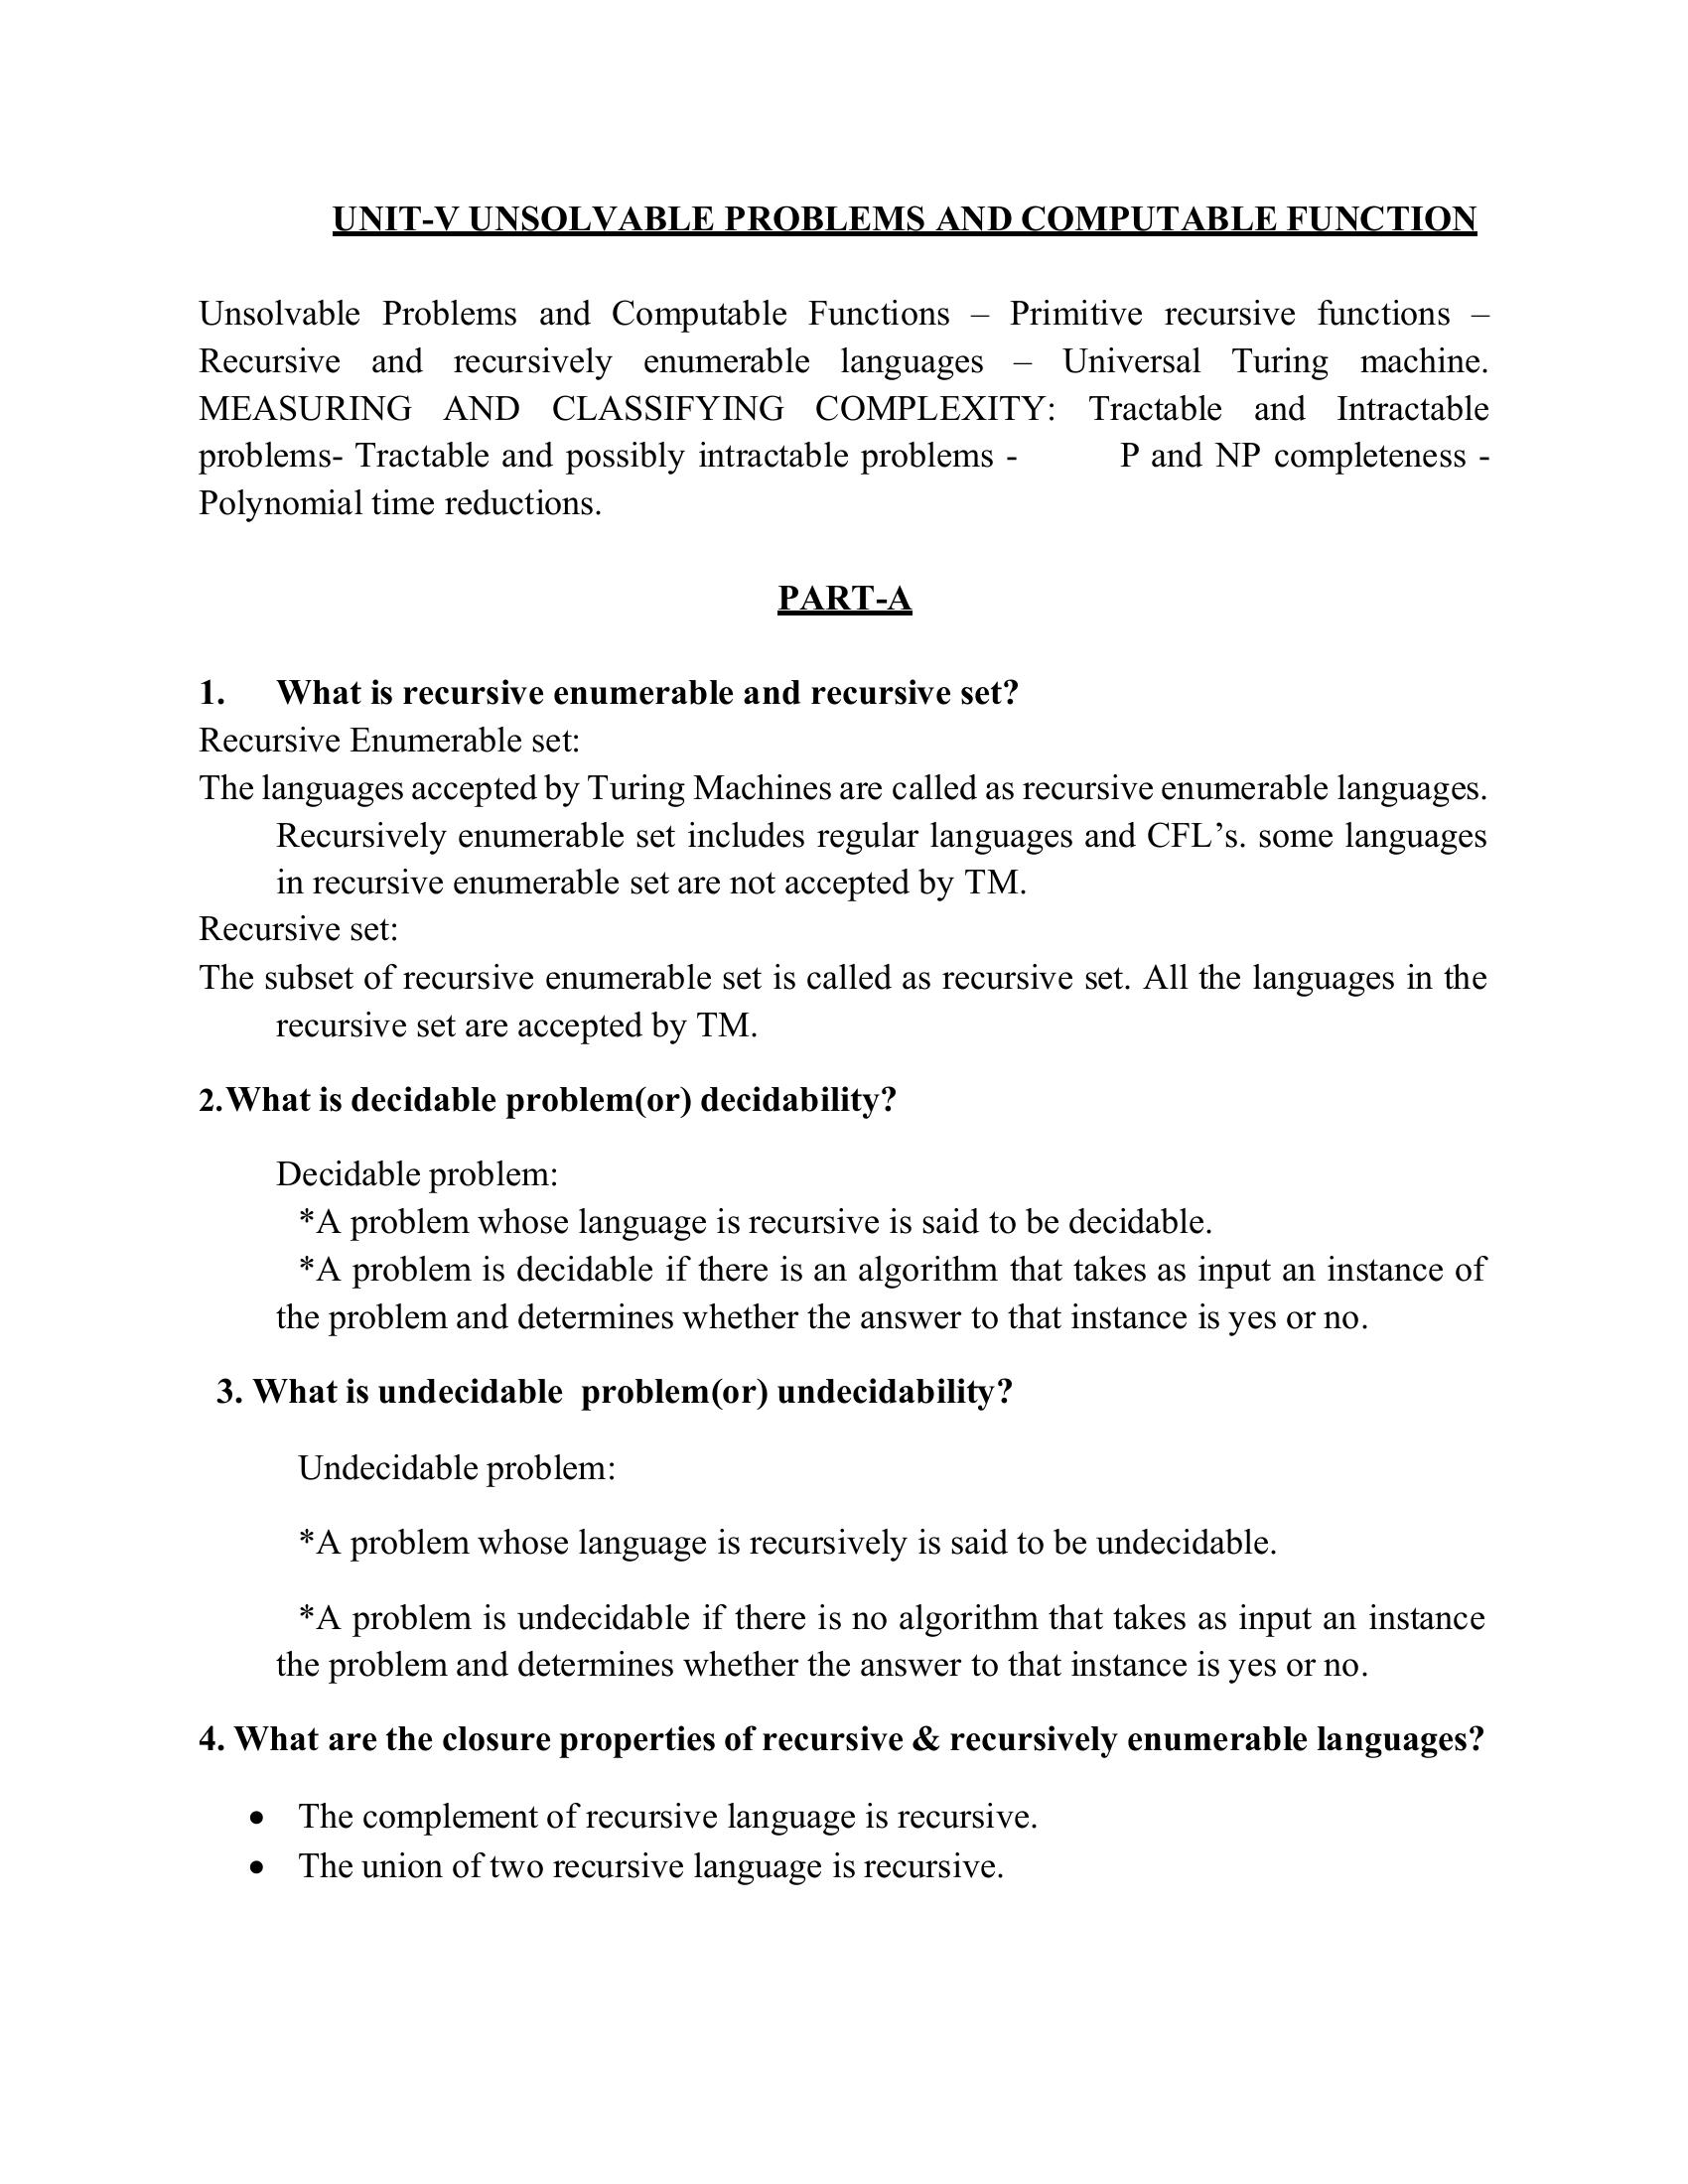 UNIT-V UNSOLVABLE PROBLEMS AND COMPUTABLE FUNCTION
Unsolvable Problems and Computable Functions – Primitive recursive functions –
Recursive and recursively enumerable languages – Universal Turing machine.
MEASURING AND CLASSIFYING COMPLEXITY: Tractable and Intractable
problems- Tractable and possibly intractable problems - P and NP completeness -
Polynomial time reductions.
PART-A
1. What is recursive enumerable and recursive set?
Recursive Enumerable set:
The languages accepted by Turing Machines are called as recursive enumerable languages.
Recursively enumerable set includes regular languages and CFL’s. some languages
in recursive enumerable set are not accepted by TM.
Recursive set:
The subset of recursive enumerable set is called as recursive set. All the languages in the
recursive set are accepted by TM.
2.What is decidable problem(or) decidability?
Decidable problem:
*A problem whose language is recursive is said to be decidable.
*A problem is decidable if there is an algorithm that takes as input an instance of
the problem and determines whether the answer to that instance is yes or no.
3. What is undecidable problem(or) undecidability?
Undecidable problem:
*A problem whose language is recursively is said to be undecidable.
*A problem is undecidable if there is no algorithm that takes as input an instance
the problem and determines whether the answer to that instance is yes or no.
4. What are the closure properties of recursive & recursively enumerable languages?
• The complement of recursive language is recursive.
• The union of two recursive language is recursive.